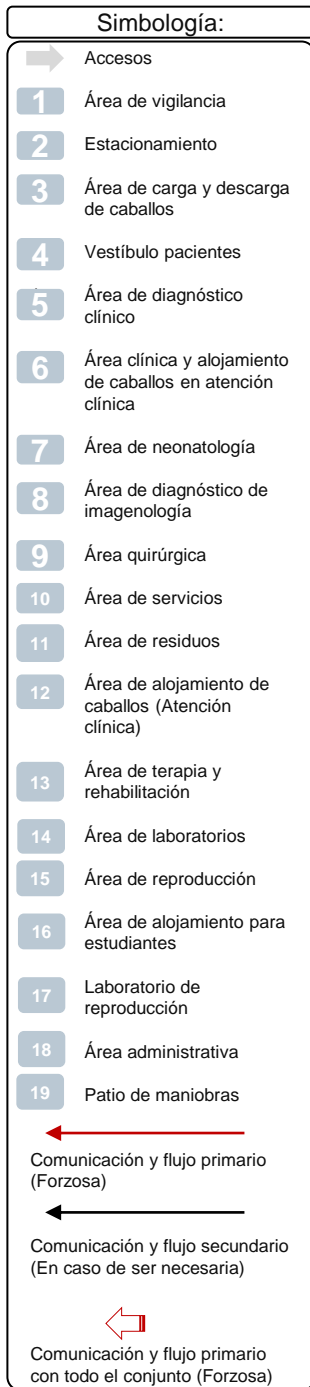 Simbología:
Accesos
1 Área de vigilancia
2 Estacionamiento
3 Área de carga y descarga
de caballos
4 Vestíbulo pacientes
5 Área de diagnóstico
clínico
6 Área clínica y alojamiento
de caballos en atención
clínica
7 Área de neonatología
8 Área de diagnóstico de
imagenología
9 Área quirúrgica
10 Área de servicios
11 Área de residuos
12 Área de alojamiento de
caballos (Atención
clínica)
13 Área de terapia y
rehabilitación
14 Área de laboratorios
15 Área de reproducción
16 Área de alojamiento para
estudiantes
17 Laboratorio de
reproducción
18 Área administrativa
19 Patio de maniobras
Comunicación y flujo primario
(Forzosa)
Comunicación y flujo secundario
(En caso de ser necesaria)
Comunicación y flujo primario
con todo el conjunto (Forzosa)